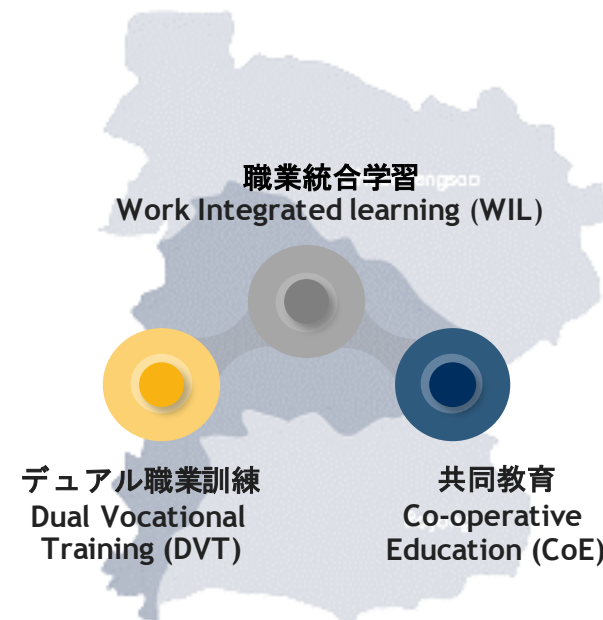 職業統合学習
Work Integrated learning (WIL)
デュアル職業訓練
Dual Vocational
Training (DVT)
共同教育
Co-operative
Education (CoE)